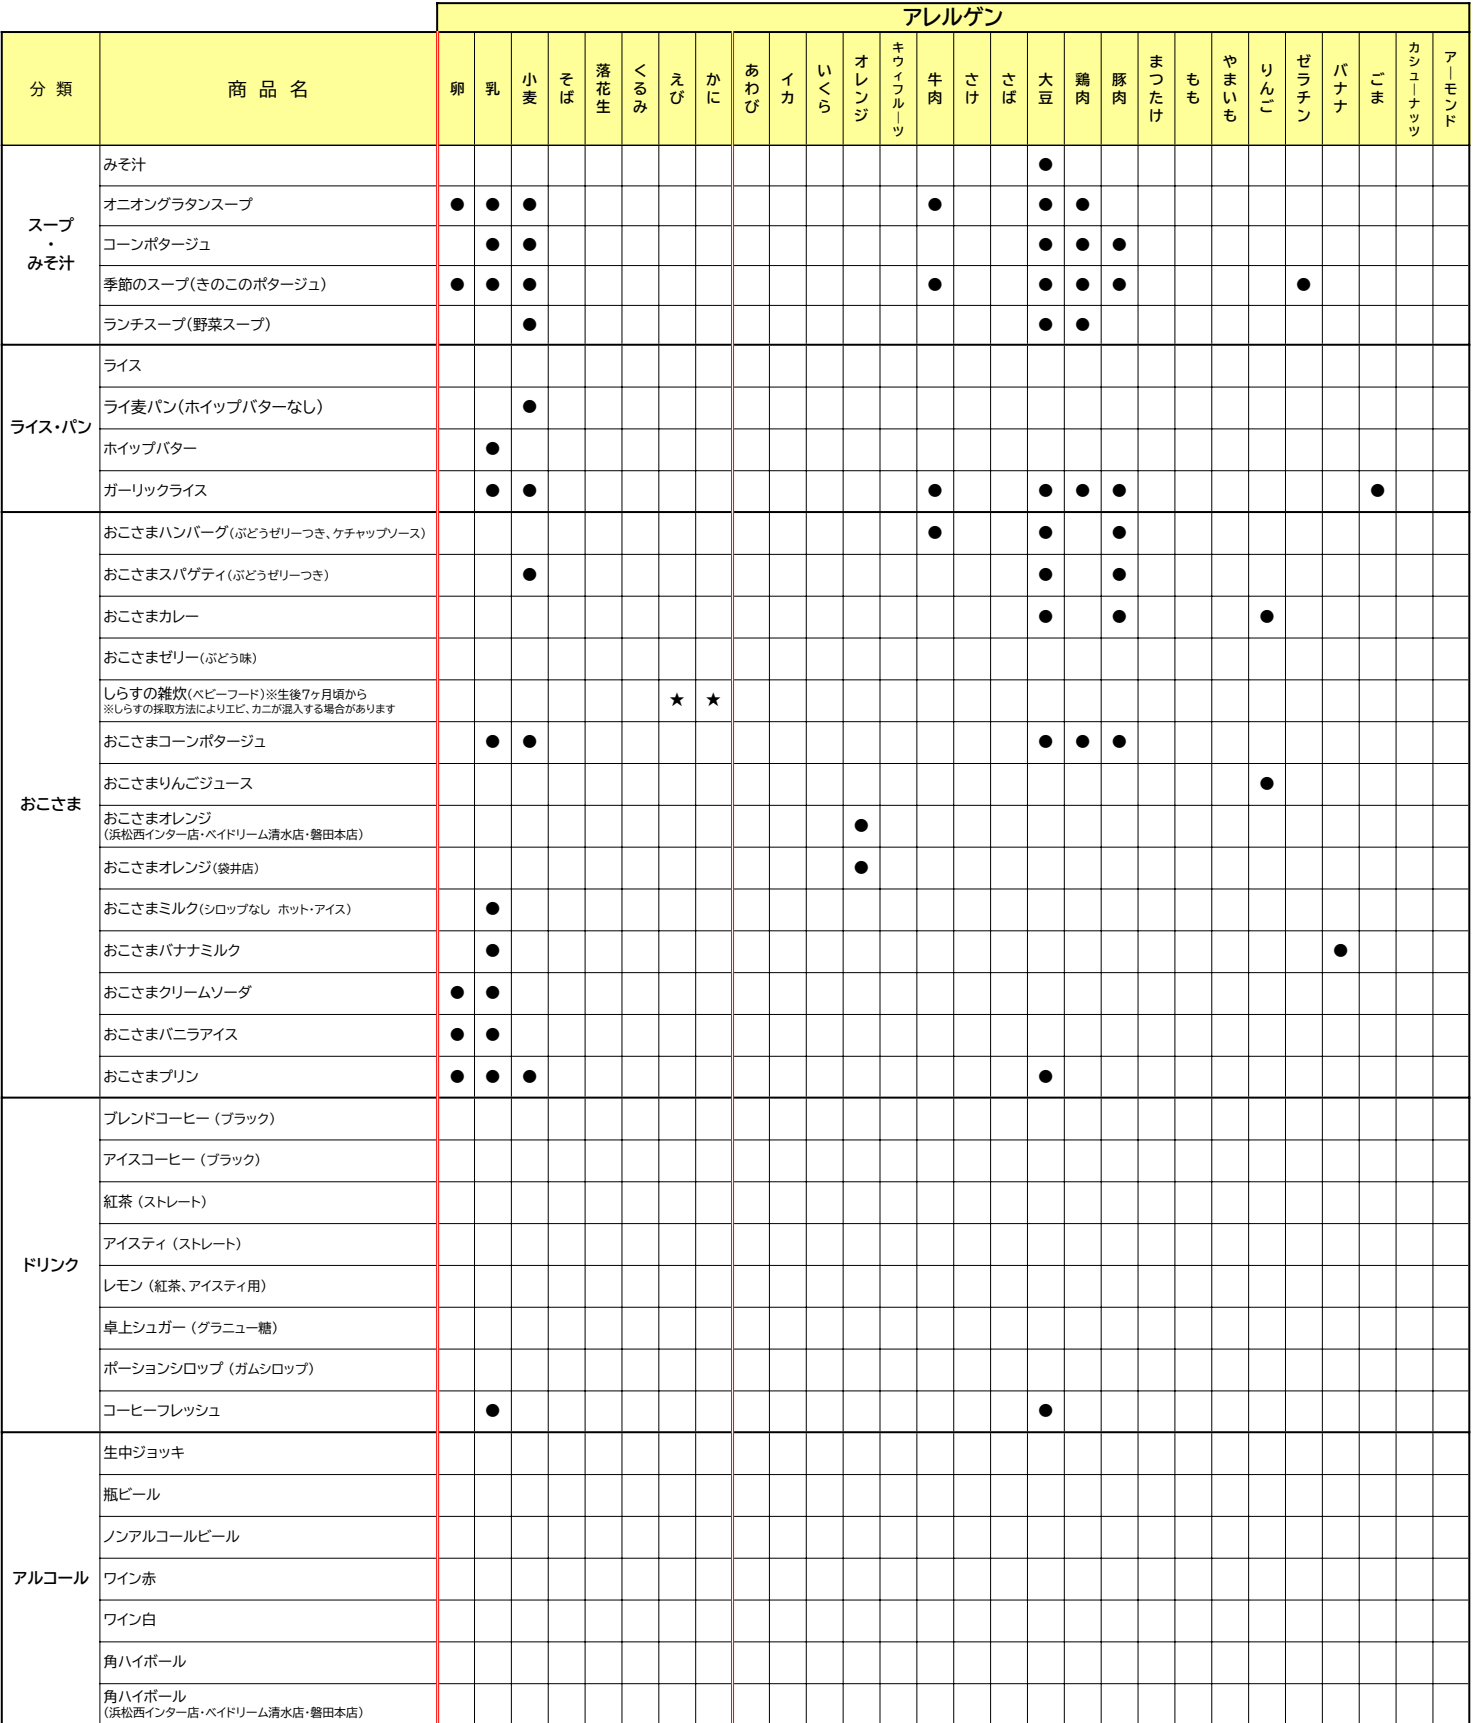 アレルゲン
分 類 商 品 名 卵 乳 小麦 そば 落花生 くるみ えび かに あわび イカ いくら オレンジ キウィフルーツ 牛肉 さけ さば 大豆 鶏肉 豚肉 まつたけ もも やまいも りんご ゼラチン バナナ ごま カシューナッツ アーモンド
スープ
・
みそ汁
みそ汁 ●
オニオングラタンスープ ● ● ● ● ● ●
コーンポタージュ ● ● ● ● ●
季節のスープ(きのこのポタージュ) ● ● ● ● ● ● ● ●
ランチスープ(野菜スープ) ● ● ●
ライス・パン
ライス
ライ麦パン(ホイップバターなし) ●
ホイップバター ●
ガーリックライス ● ● ● ● ● ● ●
おこさま
おこさまハンバーグ(ぶどうゼリーつき、ケチャップソース) ● ● ●
おこさまスパゲティ(ぶどうゼリーつき) ● ● ●
おこさまカレー ● ● ●
おこさまゼリー(ぶどう味)
しらすの雑炊(ベビーフード)※生後7ヶ月頃から ★ ★
※しらすの採取方法によりエビ、カニが混入する場合があります
おこさまコーンポタージュ ● ● ● ● ●
おこさまりんごジュース ●
おこさまオレンジ ●
(浜松西インター店・ベイドリーム清水店・磐田本店)
おこさまオレンジ(袋井店) ●
おこさまミルク(シロップなし ホット・アイス) ●
おこさまバナナミルク ● ●
おこさまクリームソーダ ● ●
おこさまバニラアイス ● ●
おこさまプリン ● ● ● ●
ドリンク
ブレンドコーヒー (ブラック)
アイスコーヒー (ブラック)
紅茶 (ストレート)
アイスティ (ストレート)
レモン (紅茶、アイスティ用)
卓上シュガー (グラニュー糖)
ポーションシロップ (ガムシロップ)
コーヒーフレッシュ ● ●
アルコール
生中ジョッキ
瓶ビール
ノンアルコールビール
ワイン赤
ワイン白
角ハイボール
角ハイボール
(浜松西インター店・ベイドリーム清水店・磐田本店)